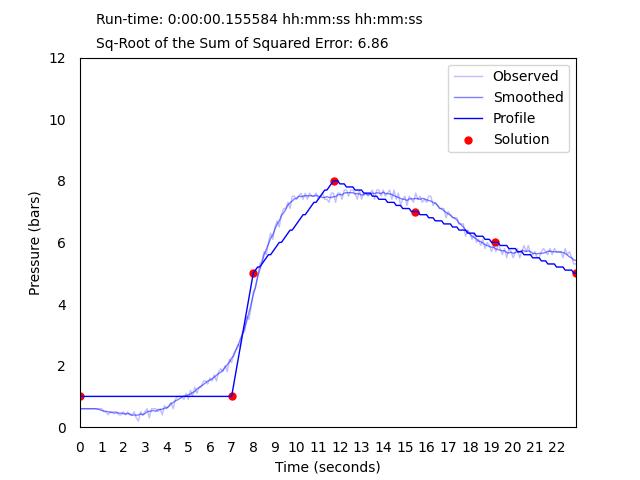 Run-time: 0:00:00.155584 hh:mm:ss hh:mm:ss
Sq-Root of the Sum of Squared Error: 6.86
12
10
8
6
4
2
0
Pressure (bars)
Observed
Smoothed
Profile
Solution
0 1 2 3 4 5 6 7 8 9 10 11 12 13 14 15 16 17 18 19 20 21 22
Time (seconds)